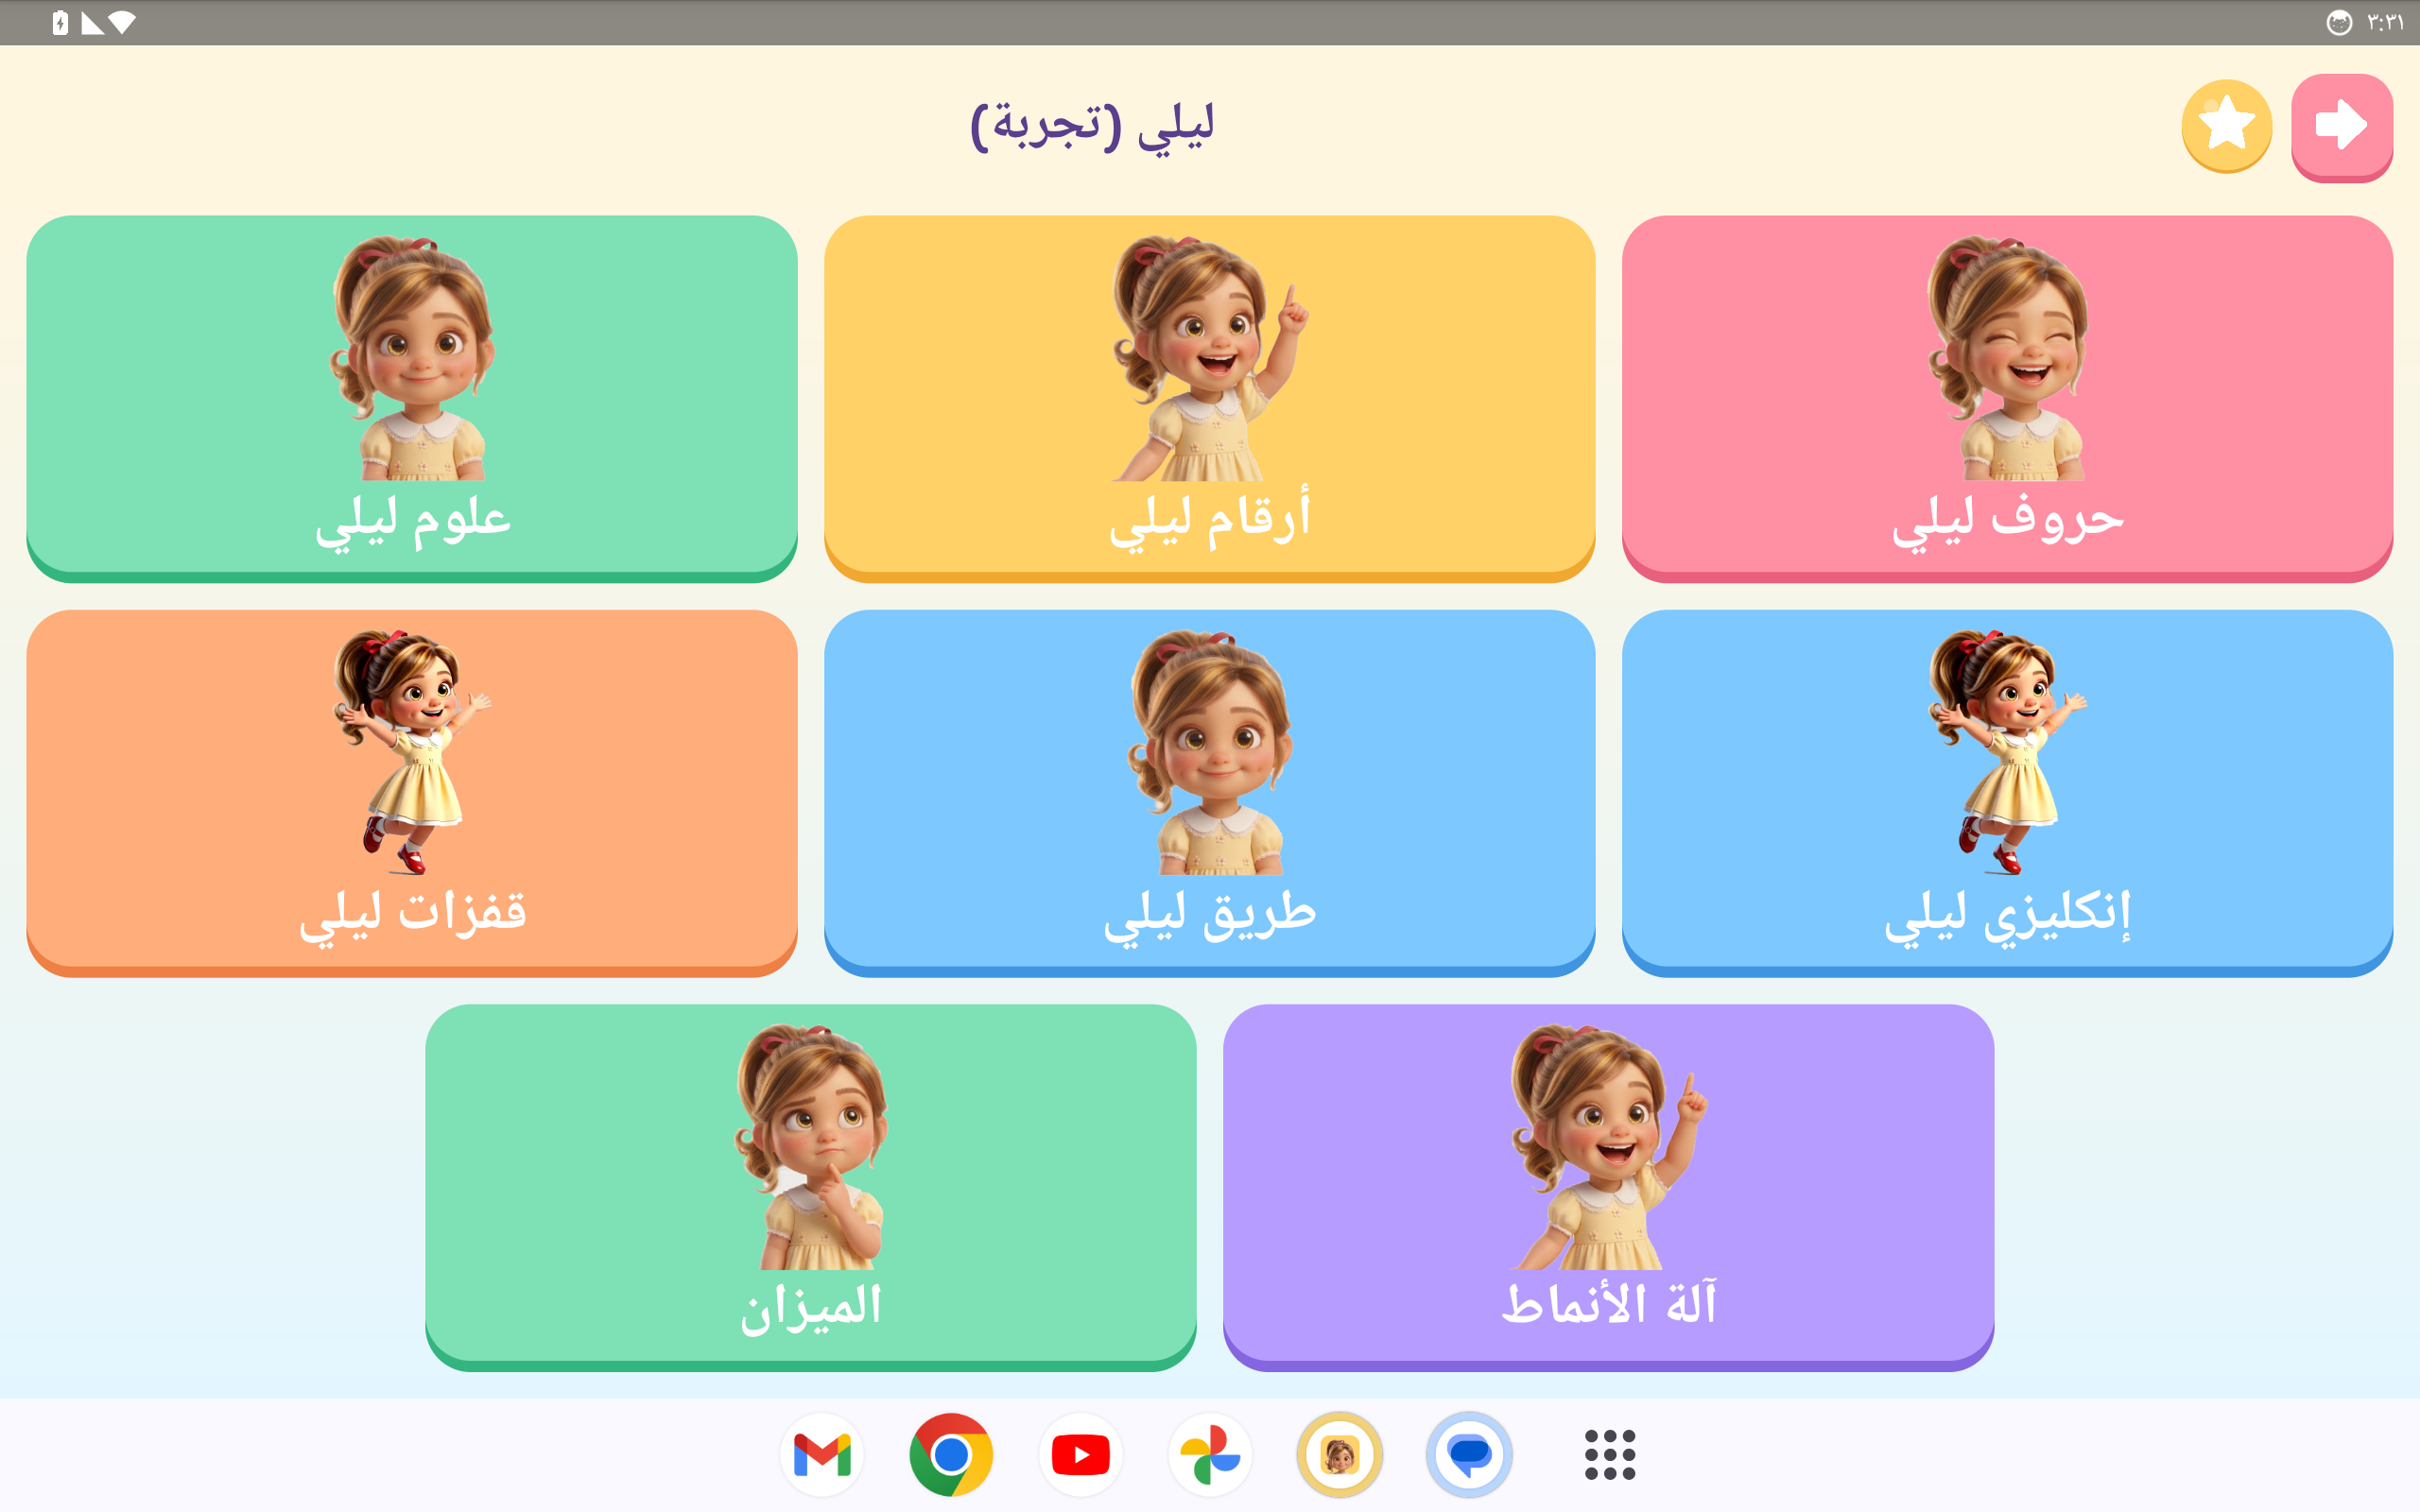 ٣:٣١
ليلي (تجربة)
حروف ليلي
أرقام ليلي
علوم ليلي
إنكليزي ليلي
طريق ليلي
قفزات ليلي
آلة الأنماط
الميزان